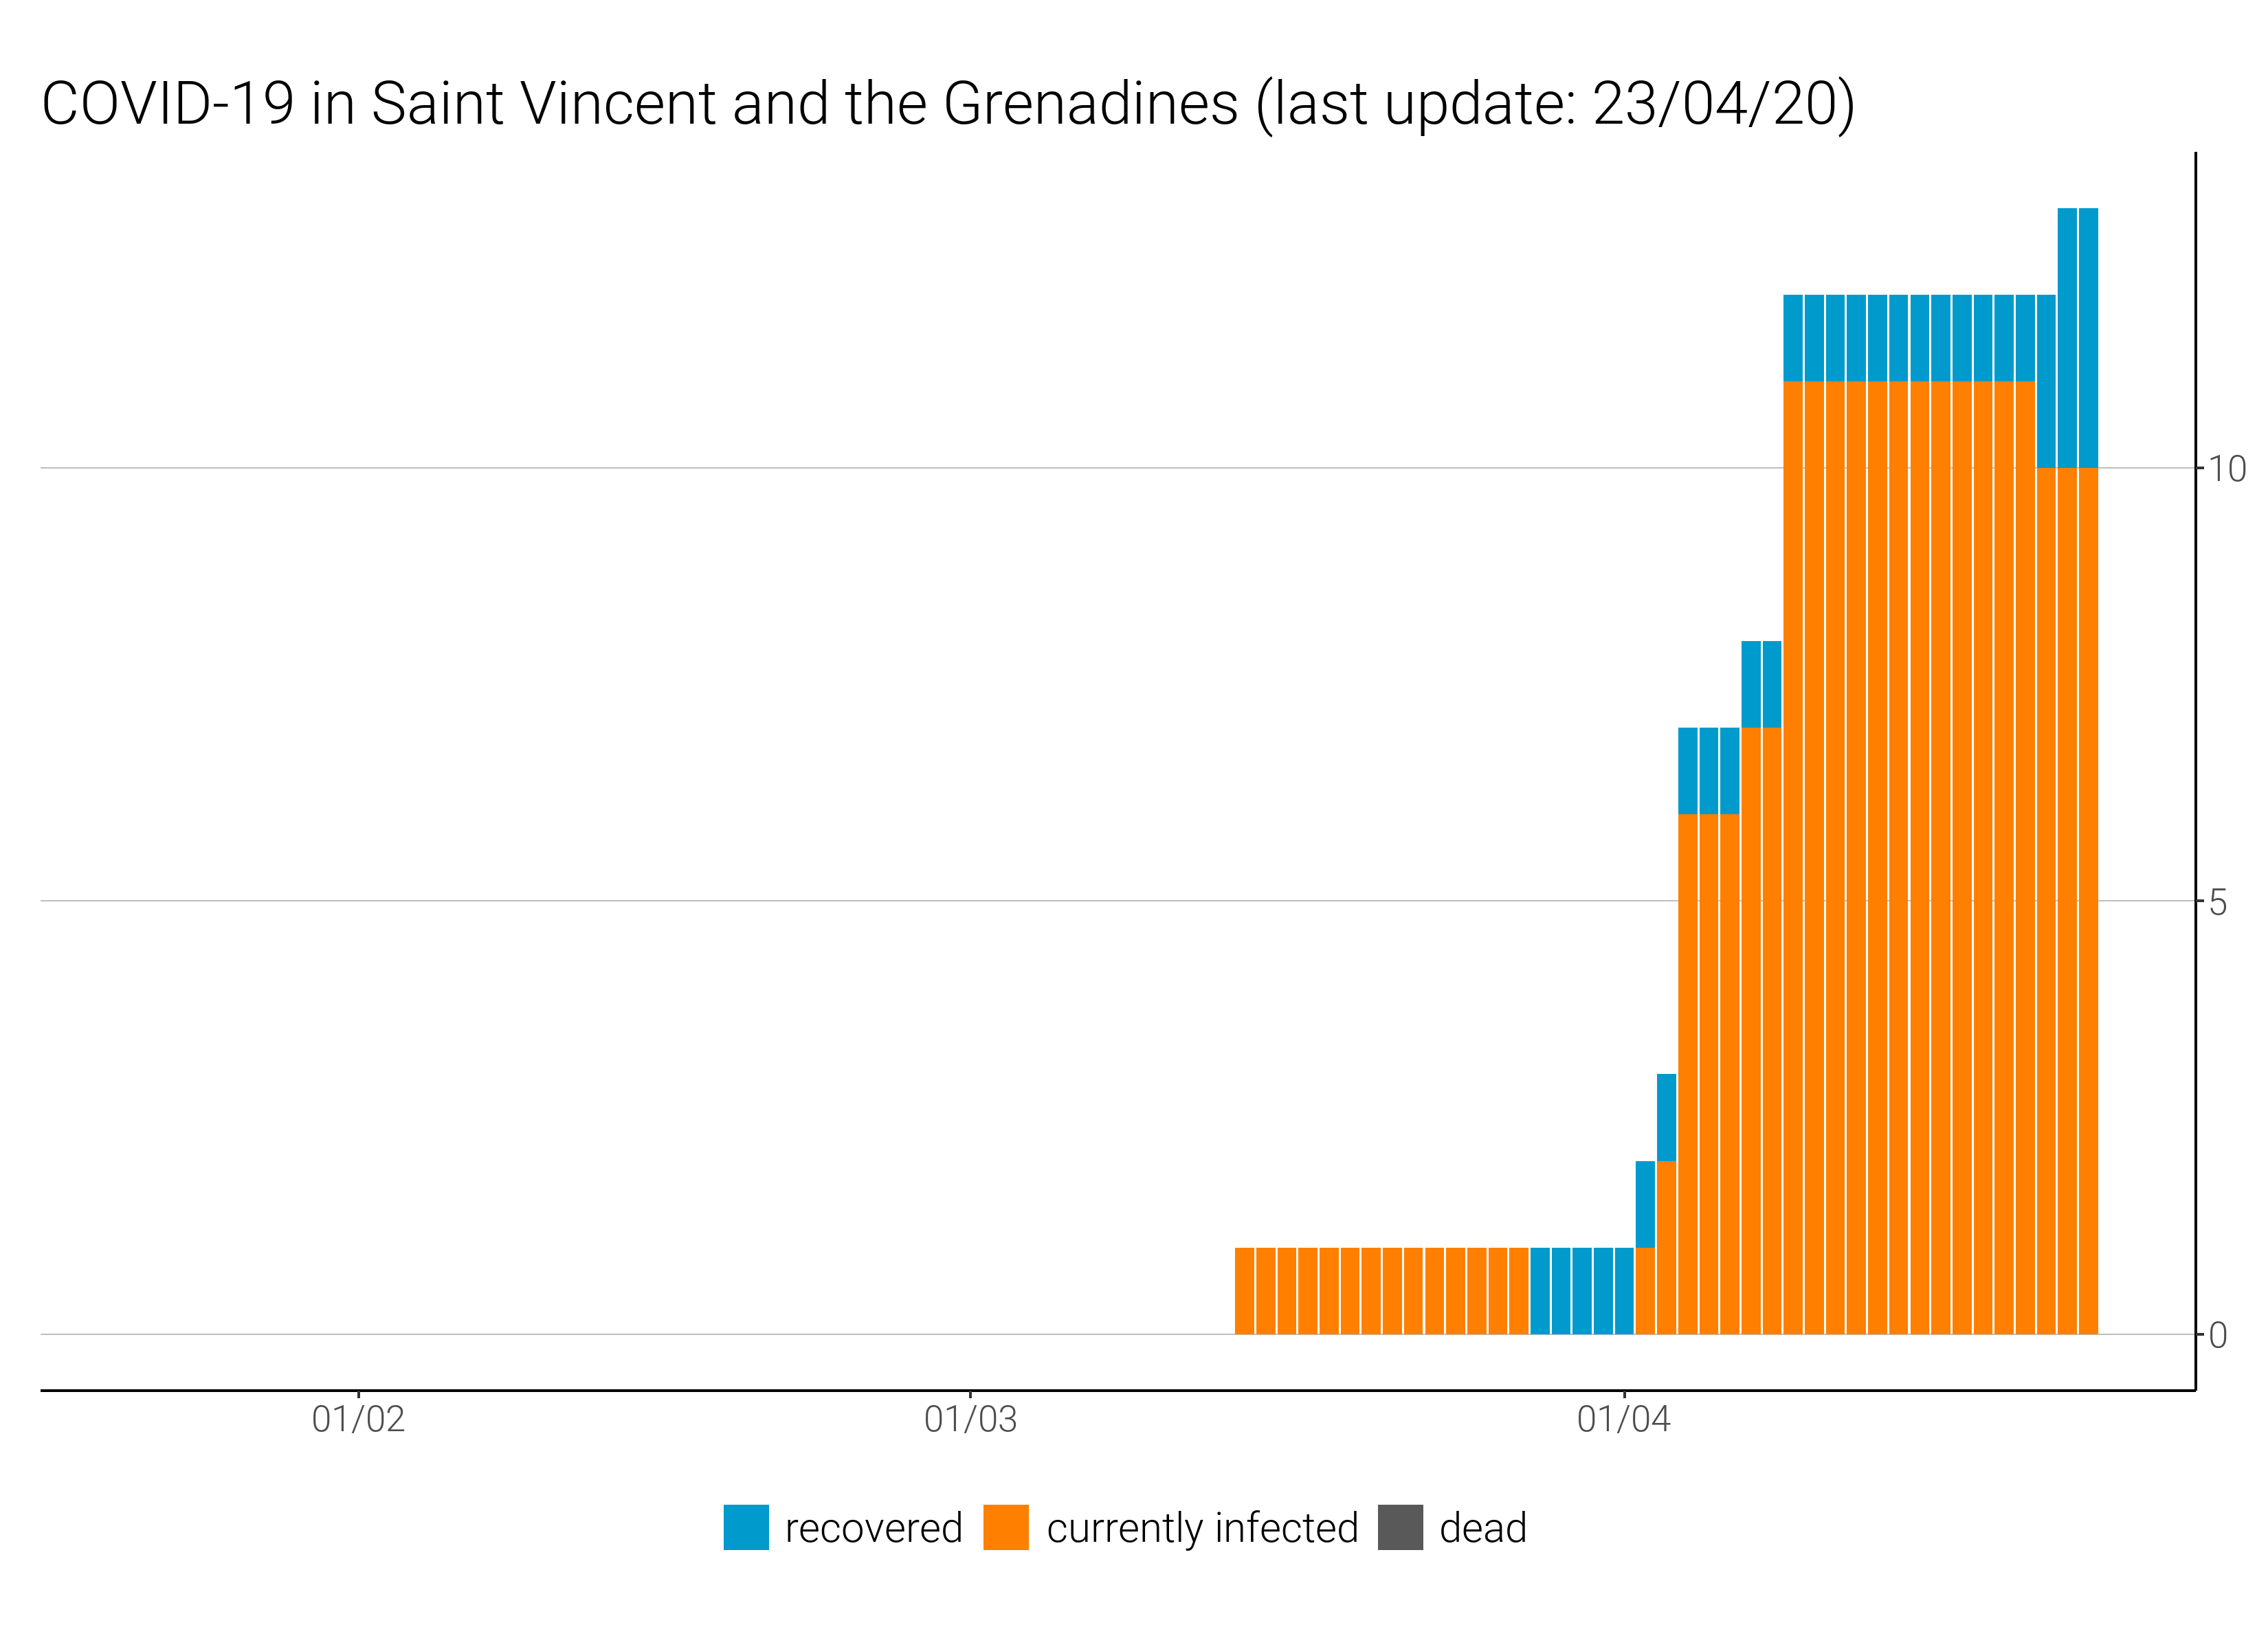 COVID-19 in Saint Vincent and the Grenadines (last update: 23/04/20)
10
5
0
01/02 01/03 01/04
recovered currently infected dead